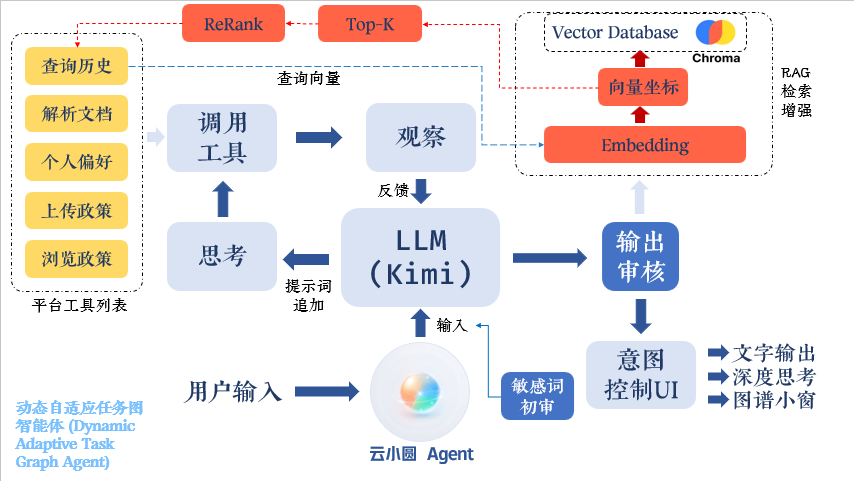 ReRank
Top-K
Vector Database
Chroma
向量坐标
Embedding
RAG
检索
增强
查询历史
解析文档
个人偏好
上传政策
浏览政策
平台工具列表
查询向量
调用
工具
观察
反馈
思考
LLM
(Kimi)
提示词
追加
输出
审核
输入
用户输入
云小圆 Agent
敏感词
初审
意图
控制UI
文字输出
深度思考
图谱小窗
动态自适应任务图
智能体 (Dynamic
Adaptive Task
Graph Agent)